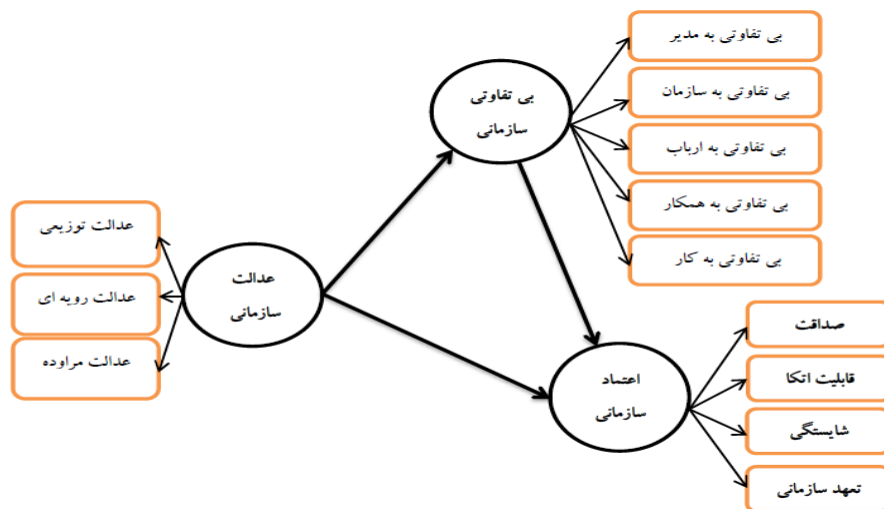 بی تفاوتی به مدیر
بی تفاوتی به سازمان
بی تفاوتی به ارباب
بی تفاوتی به همکار
بی تفاوتی به کار
بی تفاوتی
سازمانی
عدالت
سازمانی
عدالت توزیعی
عدالت رویه ای
عدالت مراوده
اعتماد
سازمانی
صداقت
قابلیت اتکا
شایستگی
تعهد سازمانی